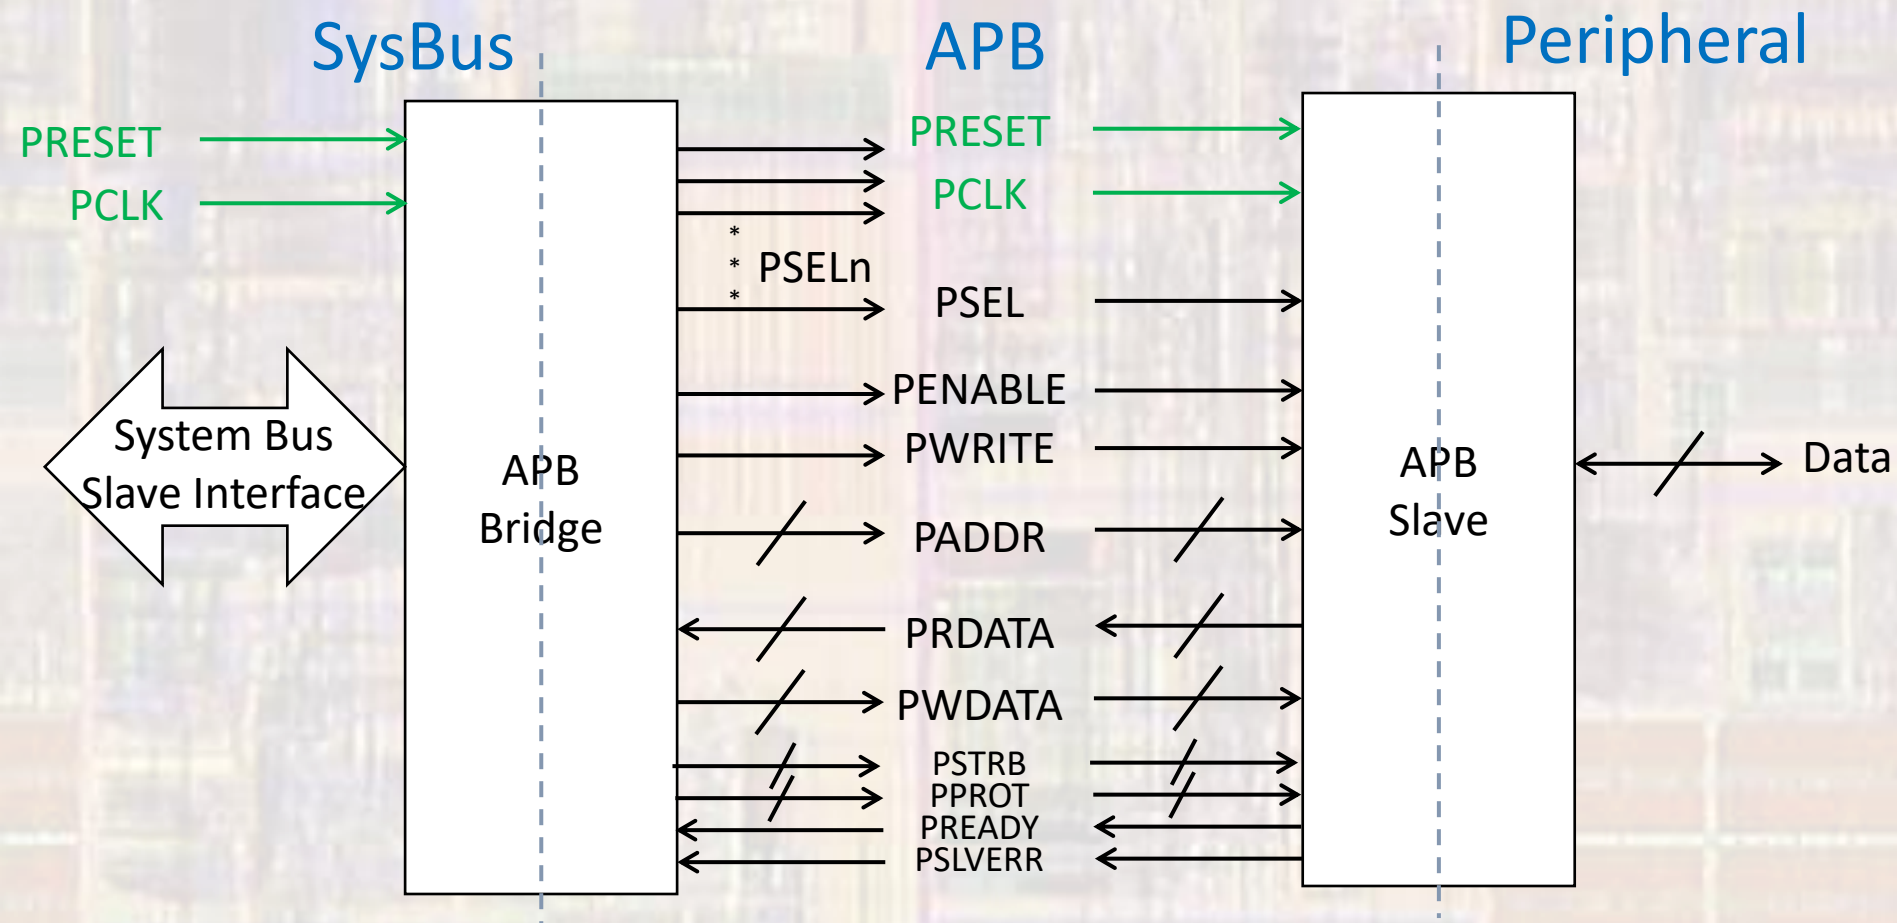 SysBus
APB
Peripheral
PRESET
PCLK
System Bus
Slave Interface
APB
Bridge
* 
* PSELn
*
PRESET
PCLK
PSEL
PENABLE
PWRITE
PADDR
PRDATA
PWDATA
PSTRB
PPROT
PREADY
PSLVERR
APB
Slave
Data